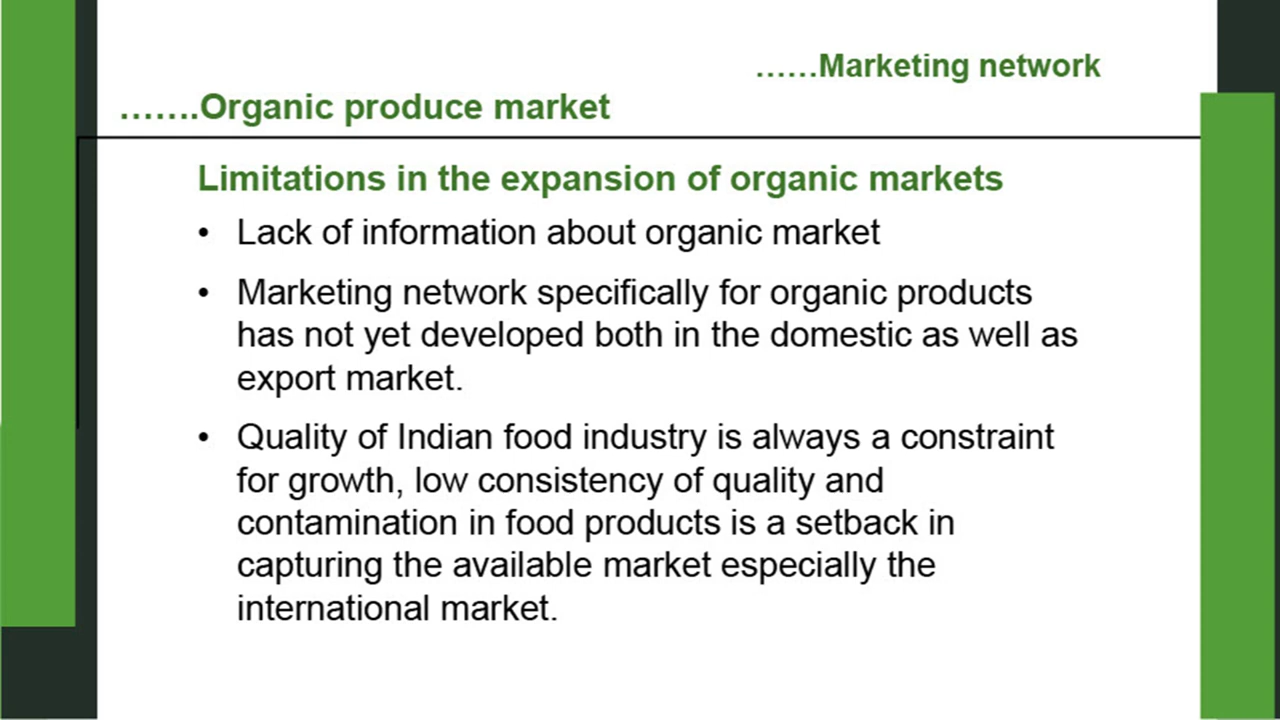 ......Marketing network
.......Organic produce market
Limitations in the expansion of organic markets
• Lack of information about organic market
• Marketing network specifically for organic products
has not yet developed both in the domestic as well as
export market.
• Quality of Indian food industry is always a constraint
for growth, low consistency of quality and
contamination in food products is a setback in
capturing the available market especially the
international market.